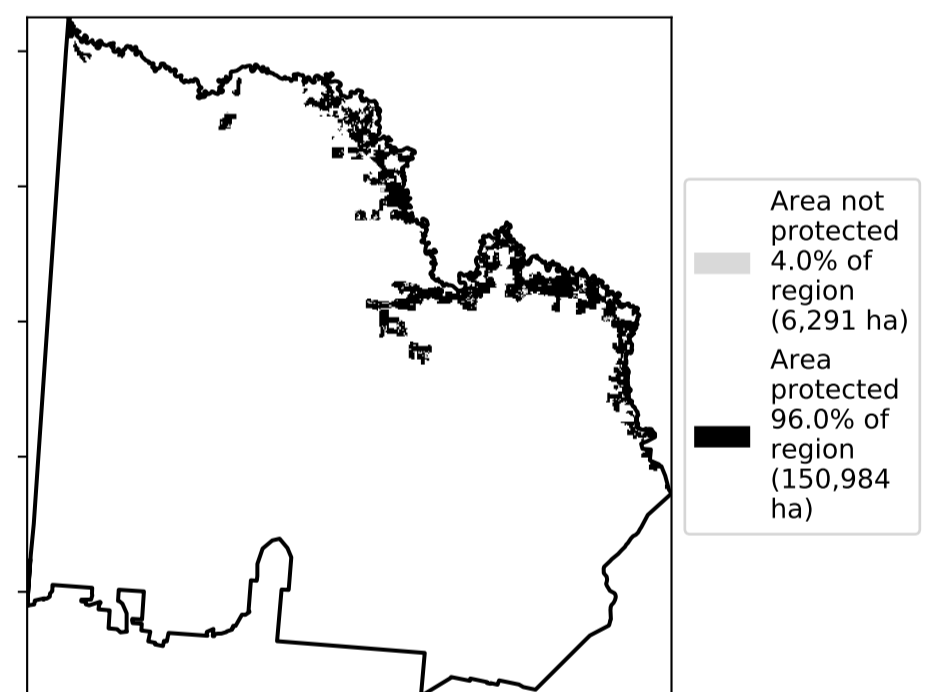 Area not
protected
4.0% of
region
(6,291 ha)
Area
protected
96.0% of
region
(150,984
ha)